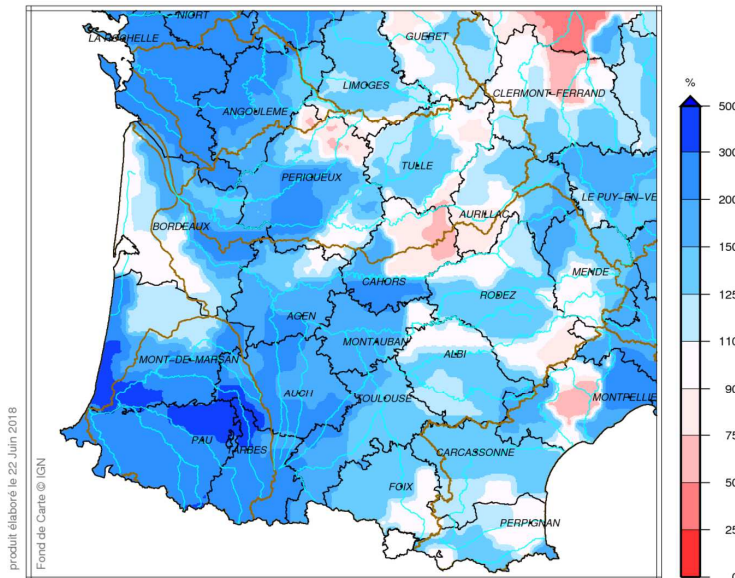 NIORT
GUERET
LA ROCHELLE
LIMOGES
CLERMONT-FERRAND
ANGOULEME
TULLE
PERIGUEUX
LE PUY-EN-VE
AURILLAC
BORDEAUX
MENDE
CAHORS
RODEZ
AGEN
MONTAUBAN
ALBI
MONT-DE-MARSAN
AUCH
TOULOUSE
MONTPELLIE
PAU
TARBES
CARCASSONNE
FOIX
PERPIGNAN
%
500
300
200
150
125
110
90
75
50
25
0
produit élaboré le 22 Juin 2018
Fond de Carte © IGN